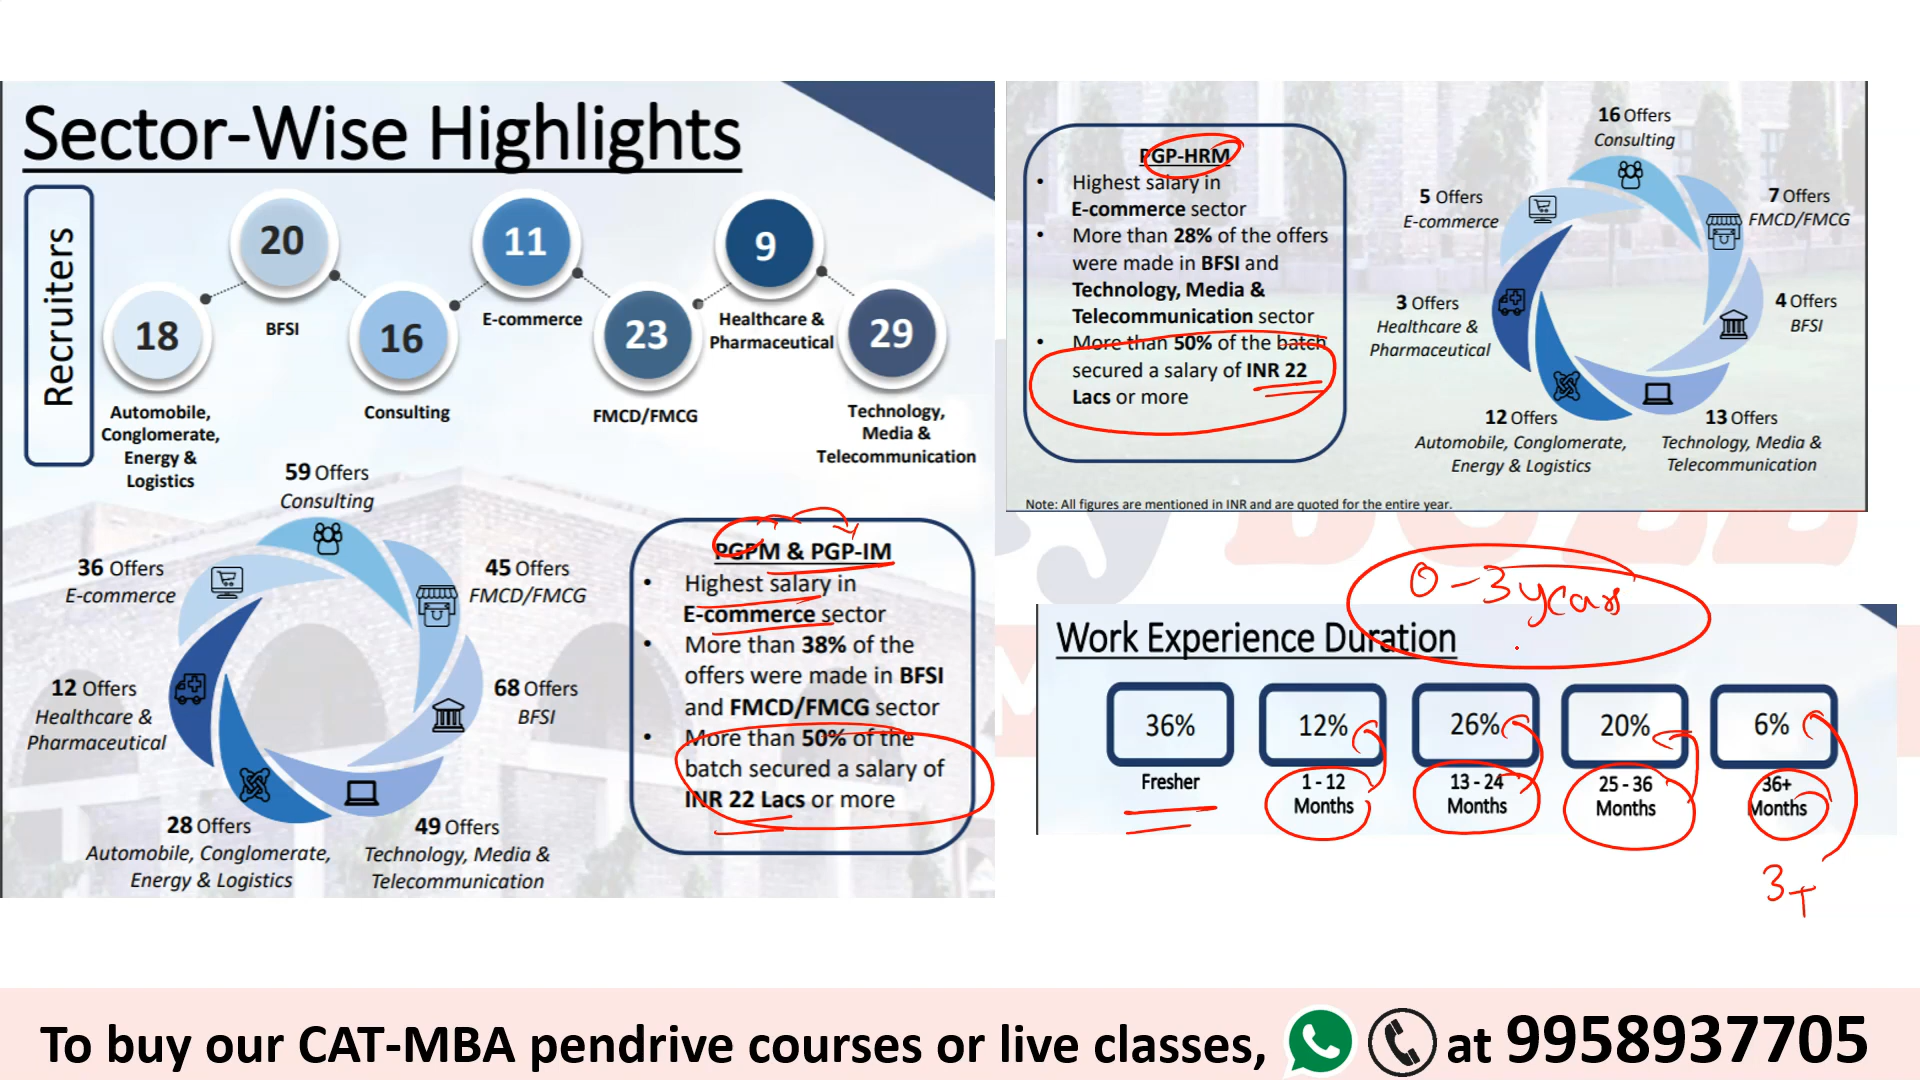 Sector-Wise Highlights
Recruiters
18
Automobile,
Conglomerate,
Energy &
Logistics
20
BFSI
16
Consulting
11
E-commerce
23
FMCD/FMCG
9
Healthcare &
Pharmaceutical
29
Technology,
Media &
Telecommunication
59 Offers
Consulting
36 Offers
E-commerce
45 Offers
FMCD/FMCG
12 Offers
Healthcare &
Pharmaceutical
68 Offers
BFSI
28 Offers
Automobile, Conglomerate,
Energy & Logistics
49 Offers
Technology, Media &
Telecommunication
PGPM & PGP-IM
• Highest salary in
E-commerce sector
• More than 38% of the
offers were made in BFSI
and FMCD/FMCG sector
• More than 50% of the
batch secured a salary of
INR 22 Lacs or more
PGP-HRM
• Highest salary in
E-commerce sector
• More than 28% of the offers
were made in BFSI and
Technology, Media &
Telecommunication sector
• More than 50% of the batch
secured a salary of INR 22
Lacs or more
16 Offers
Consulting
5 Offers
E-commerce
7 Offers
FMCD/FMCG
3 Offers
Healthcare &
Pharmaceutical
4 Offers
BFSI
12 Offers
Automobile, Conglomerate,
Energy & Logistics
13 Offers
Technology, Media &
Telecommunication
Note: All figures are mentioned in INR and are quoted for the entire year.
0-3 years
Work Experience Duration
36%
Fresher
12%
1 - 12
Months
26%
13 - 24
Months
20%
25 - 36
Months
6%
36+
Months
3+
To buy our CAT-MBA pendrive courses or live classes, at 9958937705